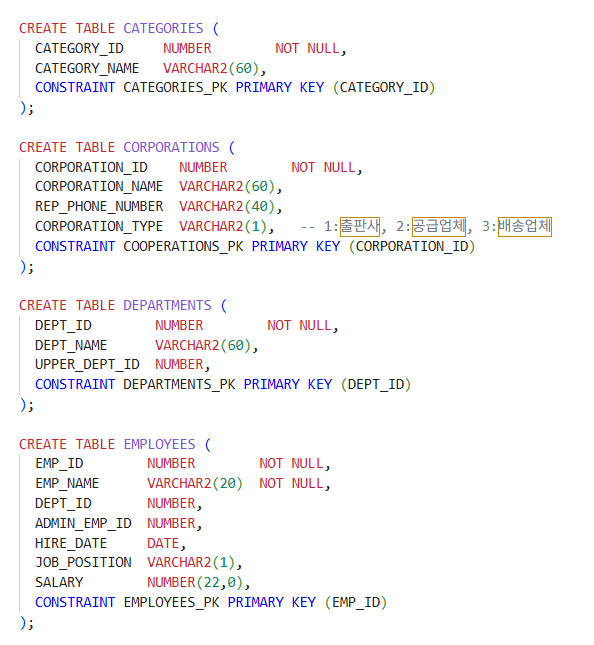 CREATE TABLE CATEGORIES (
  CATEGORY_ID     NUMBER        NOT NULL,
  CATEGORY_NAME   VARCHAR2(60),
  CONSTRAINT CATEGORIES_PK PRIMARY KEY (CATEGORY_ID)
);

CREATE TABLE CORPORATIONS (
  CORPORATION_ID    NUMBER        NOT NULL,
  CORPORATION_NAME  VARCHAR2(60),
  REP_PHONE_NUMBER  VARCHAR2(40),
  CORPORATION_TYPE  VARCHAR2(1),   -- 1:출판사, 2:공급업체, 3:배송업체
  CONSTRAINT COOPERATIONS_PK PRIMARY KEY (CORPORATION_ID)
);

CREATE TABLE DEPARTMENTS (
  DEPT_ID        NUMBER        NOT NULL,
  DEPT_NAME      VARCHAR2(60),
  UPPER_DEPT_ID  NUMBER,
  CONSTRAINT DEPARTMENTS_PK PRIMARY KEY (DEPT_ID)
);

CREATE TABLE EMPLOYEES (
  EMP_ID        NUMBER        NOT NULL,
  EMP_NAME      VARCHAR2(20)  NOT NULL,
  DEPT_ID       NUMBER,
  ADMIN_EMP_ID  NUMBER,
  HIRE_DATE     DATE,
  JOB_POSITION  VARCHAR2(1),
  SALARY        NUMBER(22,0),
  CONSTRAINT EMPLOYEES_PK PRIMARY KEY (EMP_ID)
);